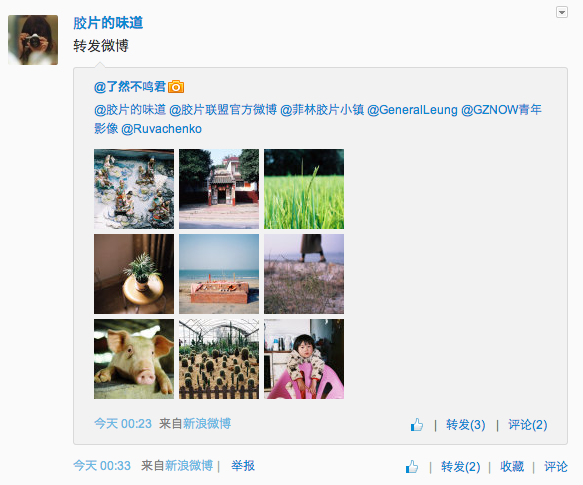 胶片的味道
转发微博
@了然不鸣君
@胶片的味道 @胶片联盟官方微博 @菲林胶片小镇 @GeneralLeung @GZNOW青年
影像 @Ruvachenko
今天 00:23 来自新浪微博 | 转发(3) | 评论(2)
今天 00:33 来自新浪微博 | 举报 | 转发(2) | 收藏 | 评论